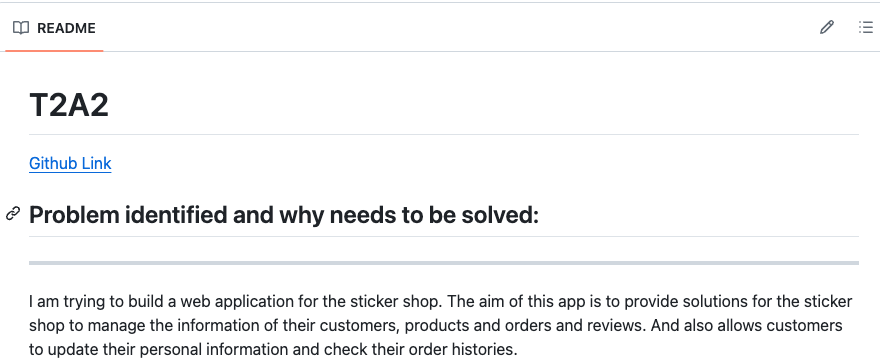 README
T2A2
Github Link
Problem identified and why needs to be solved:
I am trying to build a web application for the sticker shop. The aim of this app is to provide solutions for the sticker
shop to manage the information of their customers, products and orders and reviews. And also allows customers
to update their personal information and check their order histories.